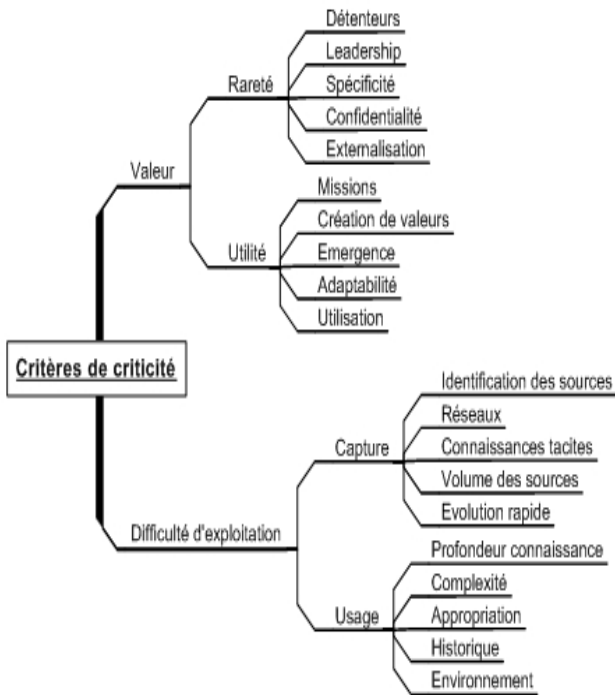 Critères de criticité
Valeur
Rareté
Détenteurs
Leadership
Spécificité
Confidentialité
Externalisation
Utilité
Missions
Création de valeurs
Emergence
Adaptabilité
Utilisation
Difficulté d'exploitation
Capture
Identification des sources
Réseaux
Connaissances tacites
Volume des sources
Evolution rapide
Usage
Profondeur connaissance
Complexité
Appropriation
Historique
Environnement